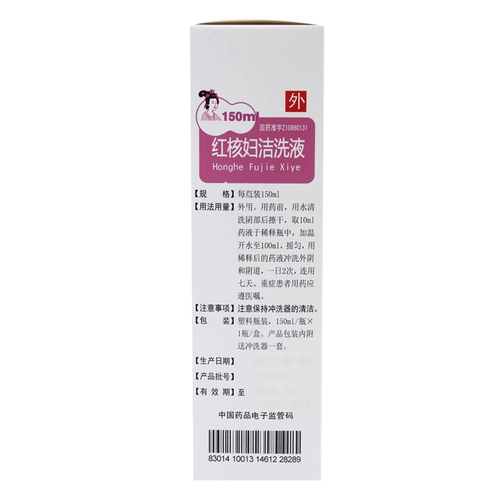 外
150ml
国药准字Z10980131
红核妇洁洗液
Honghe Fujie Xiye
【规 格】每瓶装150ml
【用法用量】外用。用药前，用水清
洗阴部后擦干，取10ml
药液于稀释瓶中，加温
开水至100ml，摇匀，用
稀释后的药液冲洗外阴
和阴道，一日2次，连用
七天。重症患者用药应
遵医嘱。
【注意事项】注意保持冲洗器的清洁。
【包 装】塑料瓶装，150ml/瓶×
1瓶/盒。产品包装内附
送冲洗器一套。
【生产日期】
【产品批号】
【有 效 期】至
中国药品电子监管码
83014 10013 14612 28289